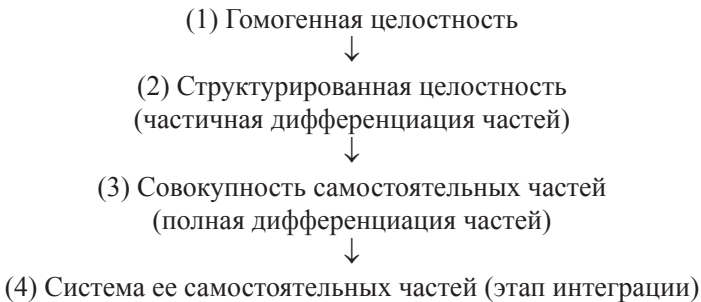 (1) Гомогенная целостность
↓
(2) Структурированная целостность
(частичная дифференциация частей)
↓
(3) Совокупность самостоятельных частей
(полная дифференциация частей)
↓
(4) Система ее самостоятельных частей (этап интеграции)